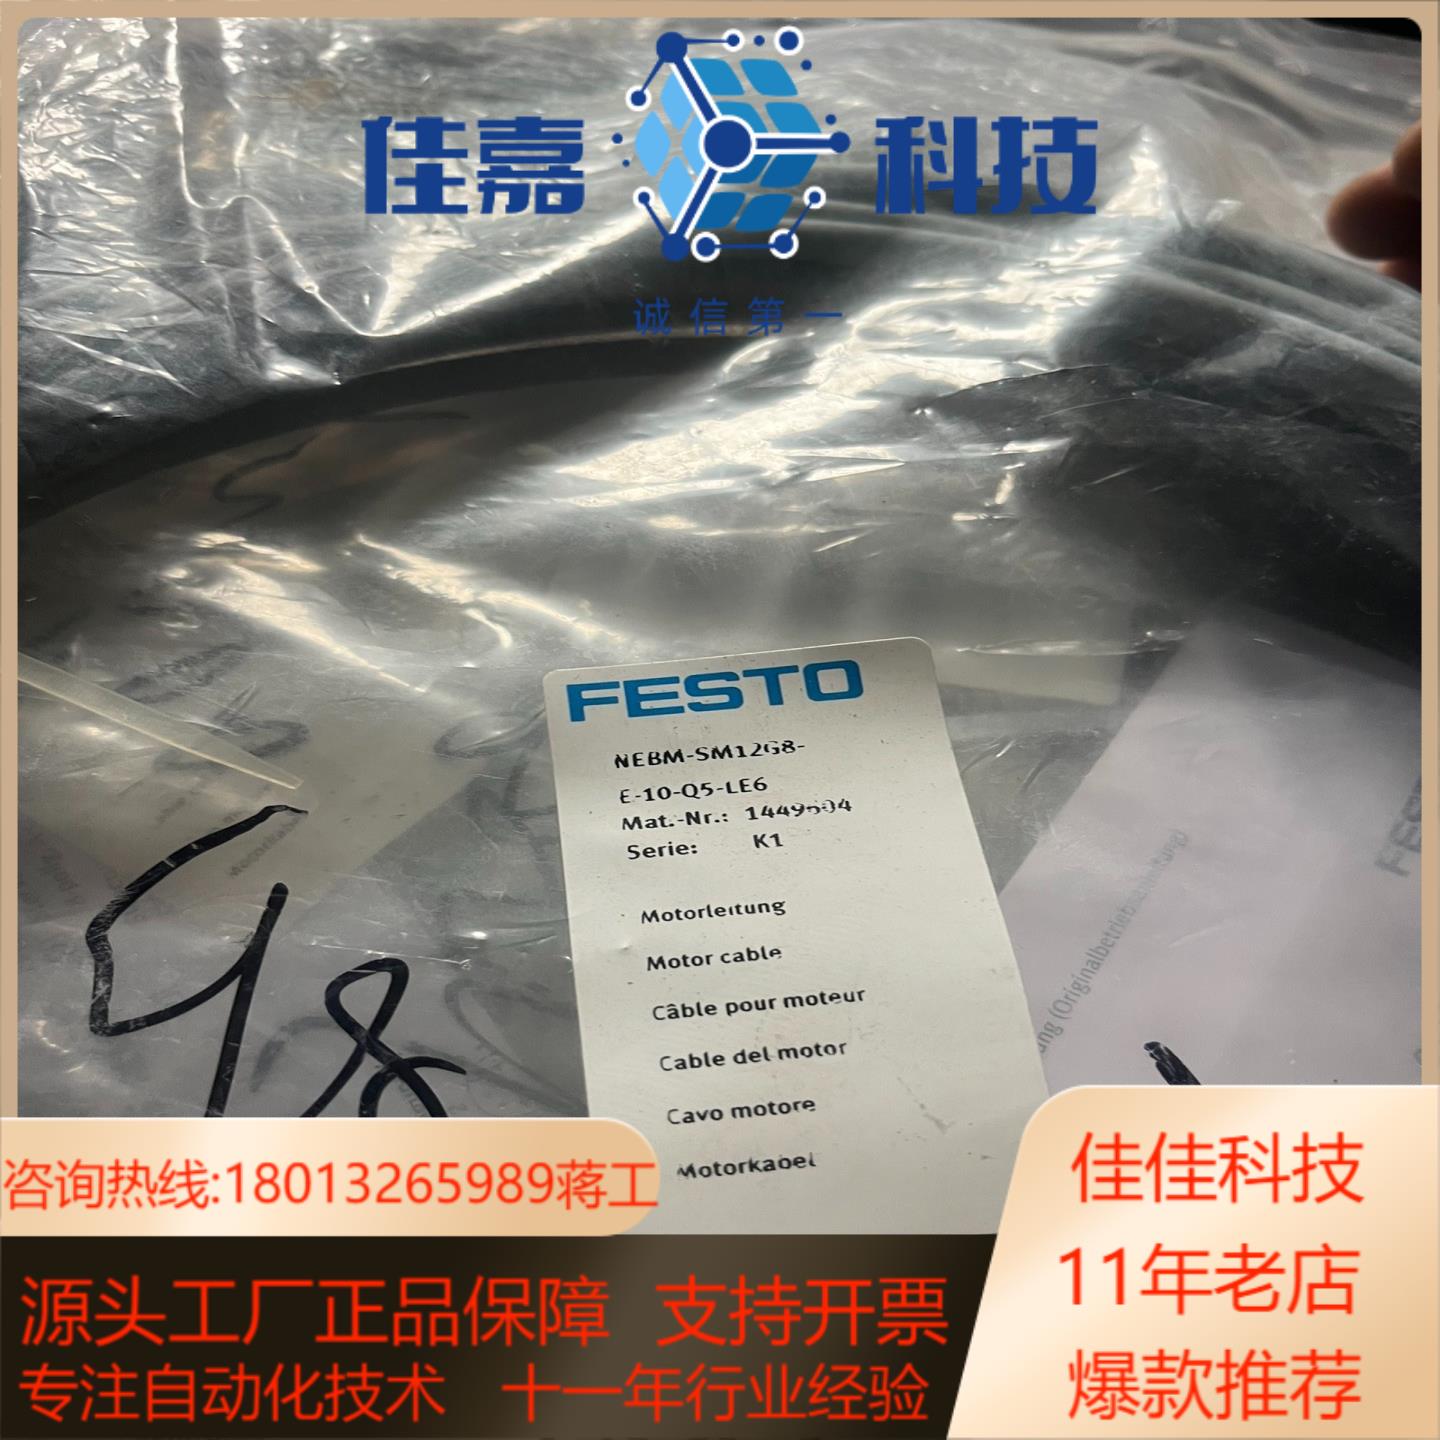 佳嘉 科技
诚信第一
FESTO
NEBM-SM12G8-
E-10-Q5-LE6
Mat.-Nr.: 1449604
Serie: K1
Motorleitung
Motor cable
Câble pour moteur
Cable del motor
Cavo motore
Motorkabel
98
咨询热线:18013265989蒋工
源头工厂正品保障 支持开票
专注自动化技术 十一年行业经验
佳佳科技
11年老店
爆款推荐